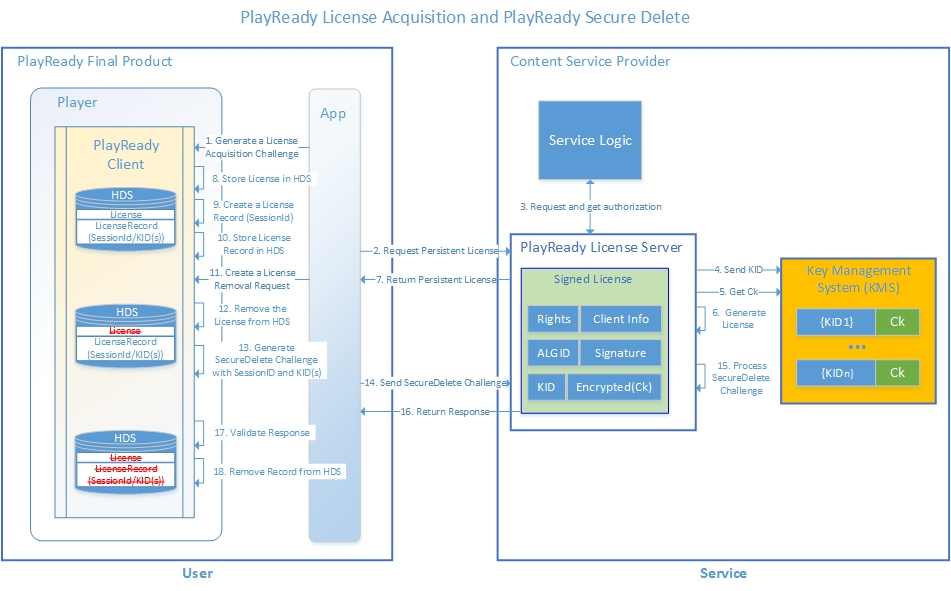 PlayReady License Acquisition and PlayReady Secure Delete
PlayReady Final Product
Player
PlayReady
Client
App
1. Generate a License
Acquisition Challenge
8. Store License in HDS
HDS
License
LicenseRecord
(SessionId/KID(s))
9. Create a License
Record (SessionId)
10. Store License
Record in HDS
11. Create a License
Removal Request
12. Remove the
License from HDS
HDS
License
LicenseRecord
(SessionId/KID(s))
13. Generate
SecureDelete Challenge
with SessionID and KID(s)
17. Validate Response
HDS
License
LicenseRecord
(SessionId/KID(s))
18. Remove Record from HDS
User
2. Request Persistent License
7. Return Persistent License
14. Send SecureDelete Challenge
16. Return Response
Content Service Provider
Service Logic
3. Request and get authorization
PlayReady License Server
Signed License
Rights
Client Info
ALGID
Signature
KID
Encrypted(Ck)
4. Send KID
5. Get Ck
6. Generate
License
15. Process
SecureDelete
Challenge
Key Management
System (KMS)
{KID1}
Ck
...
{KIDn}
Ck
Service